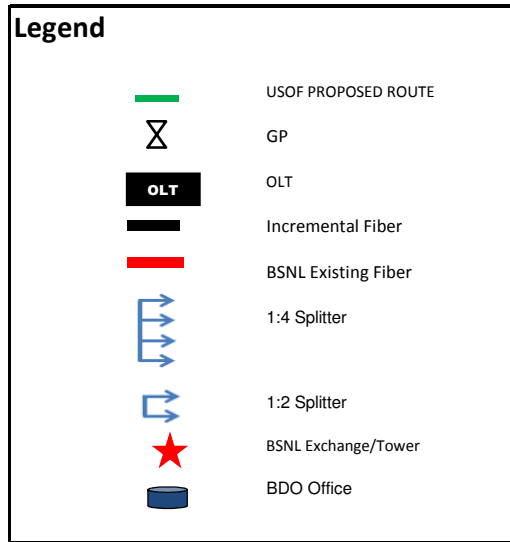 Legend
USOF PROPOSED ROUTE
GP
OLT OLT
Incremental Fiber
BSNL Existing Fiber
1:4 Splitter
1:2 Splitter
BSNL Exchange/Tower
BDO Office